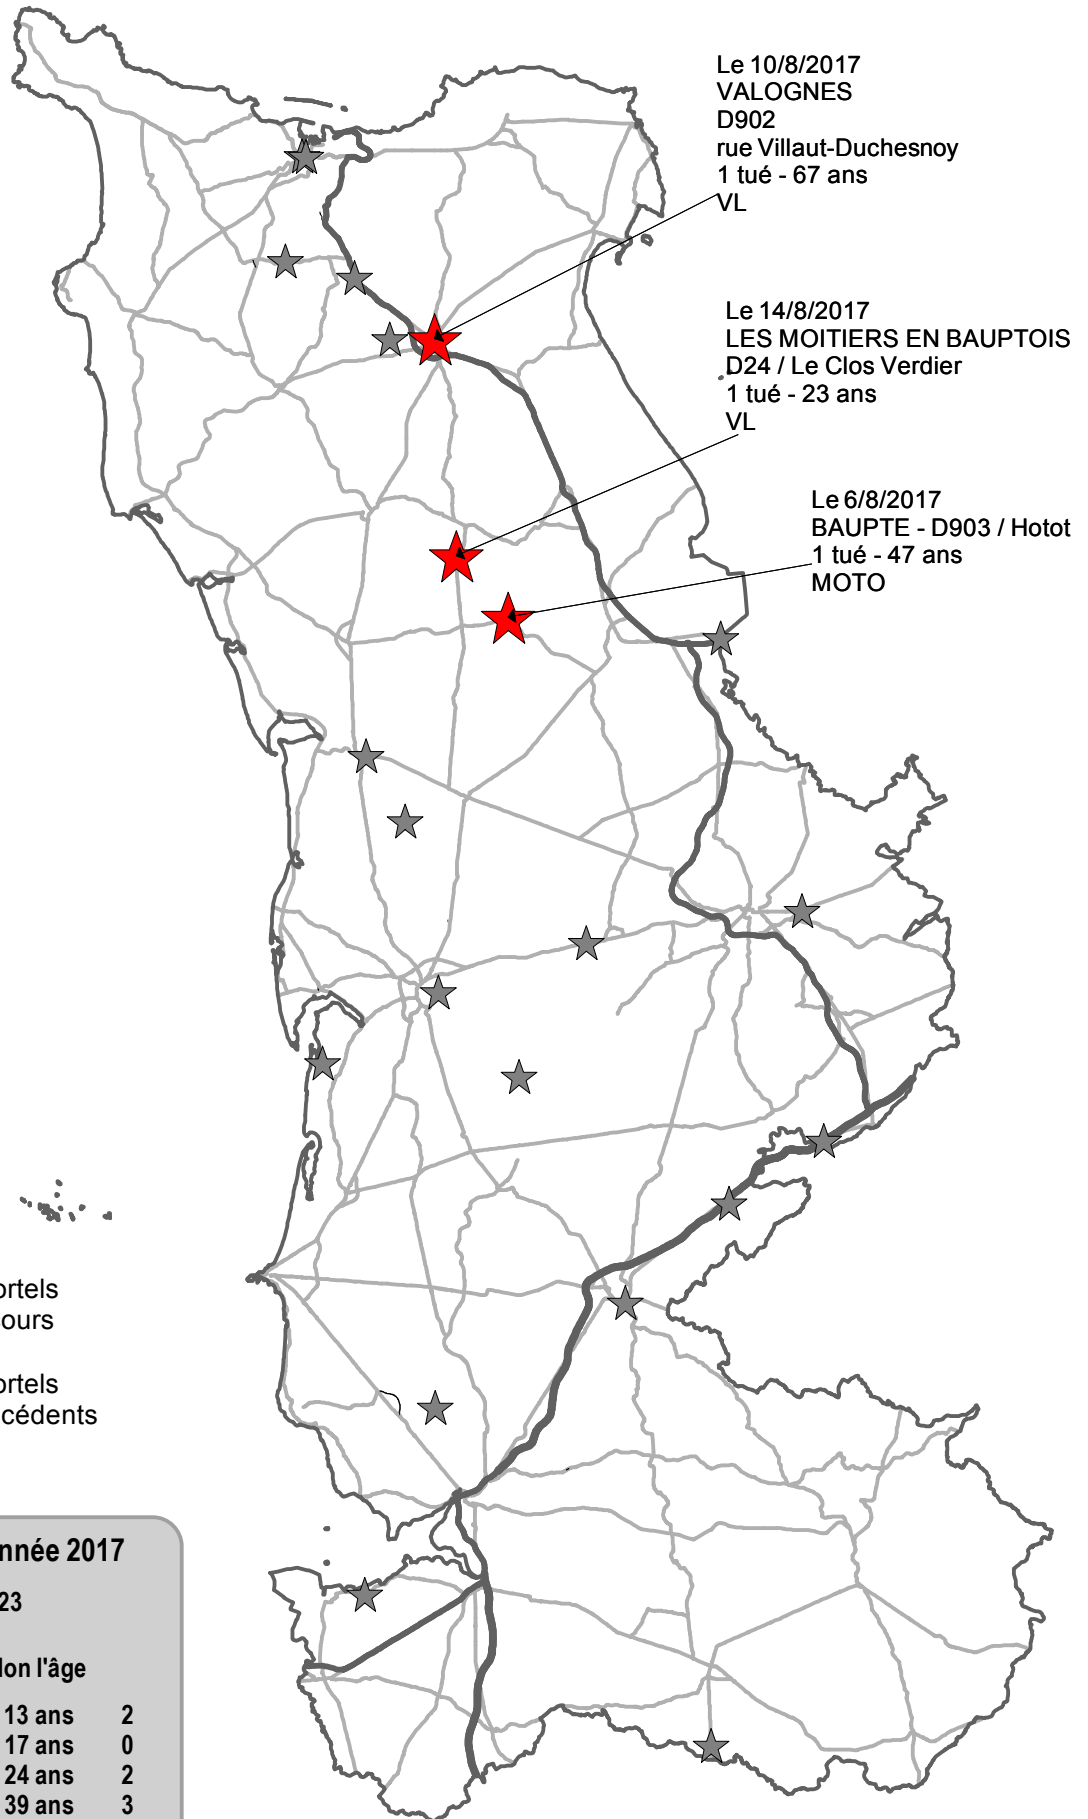 Le 10/8/2017
VALOGNES
D902
rue Villaut-Duchesnoy
1 tué - 67 ans
VL
Le 14/8/2017
LES MOITIERS EN BAUPTOIS
D24 / Le Clos Verdier
1 tué - 23 ans
VL
Le 6/8/2017
BAUPTE - D903 / Hotot
1 tué - 47 ans
MOTO
ortels
ours
ortels
cédents
nnée 2017
23
lon l'âge
13 ans 2
17 ans 0
24 ans 2
39 ans 3